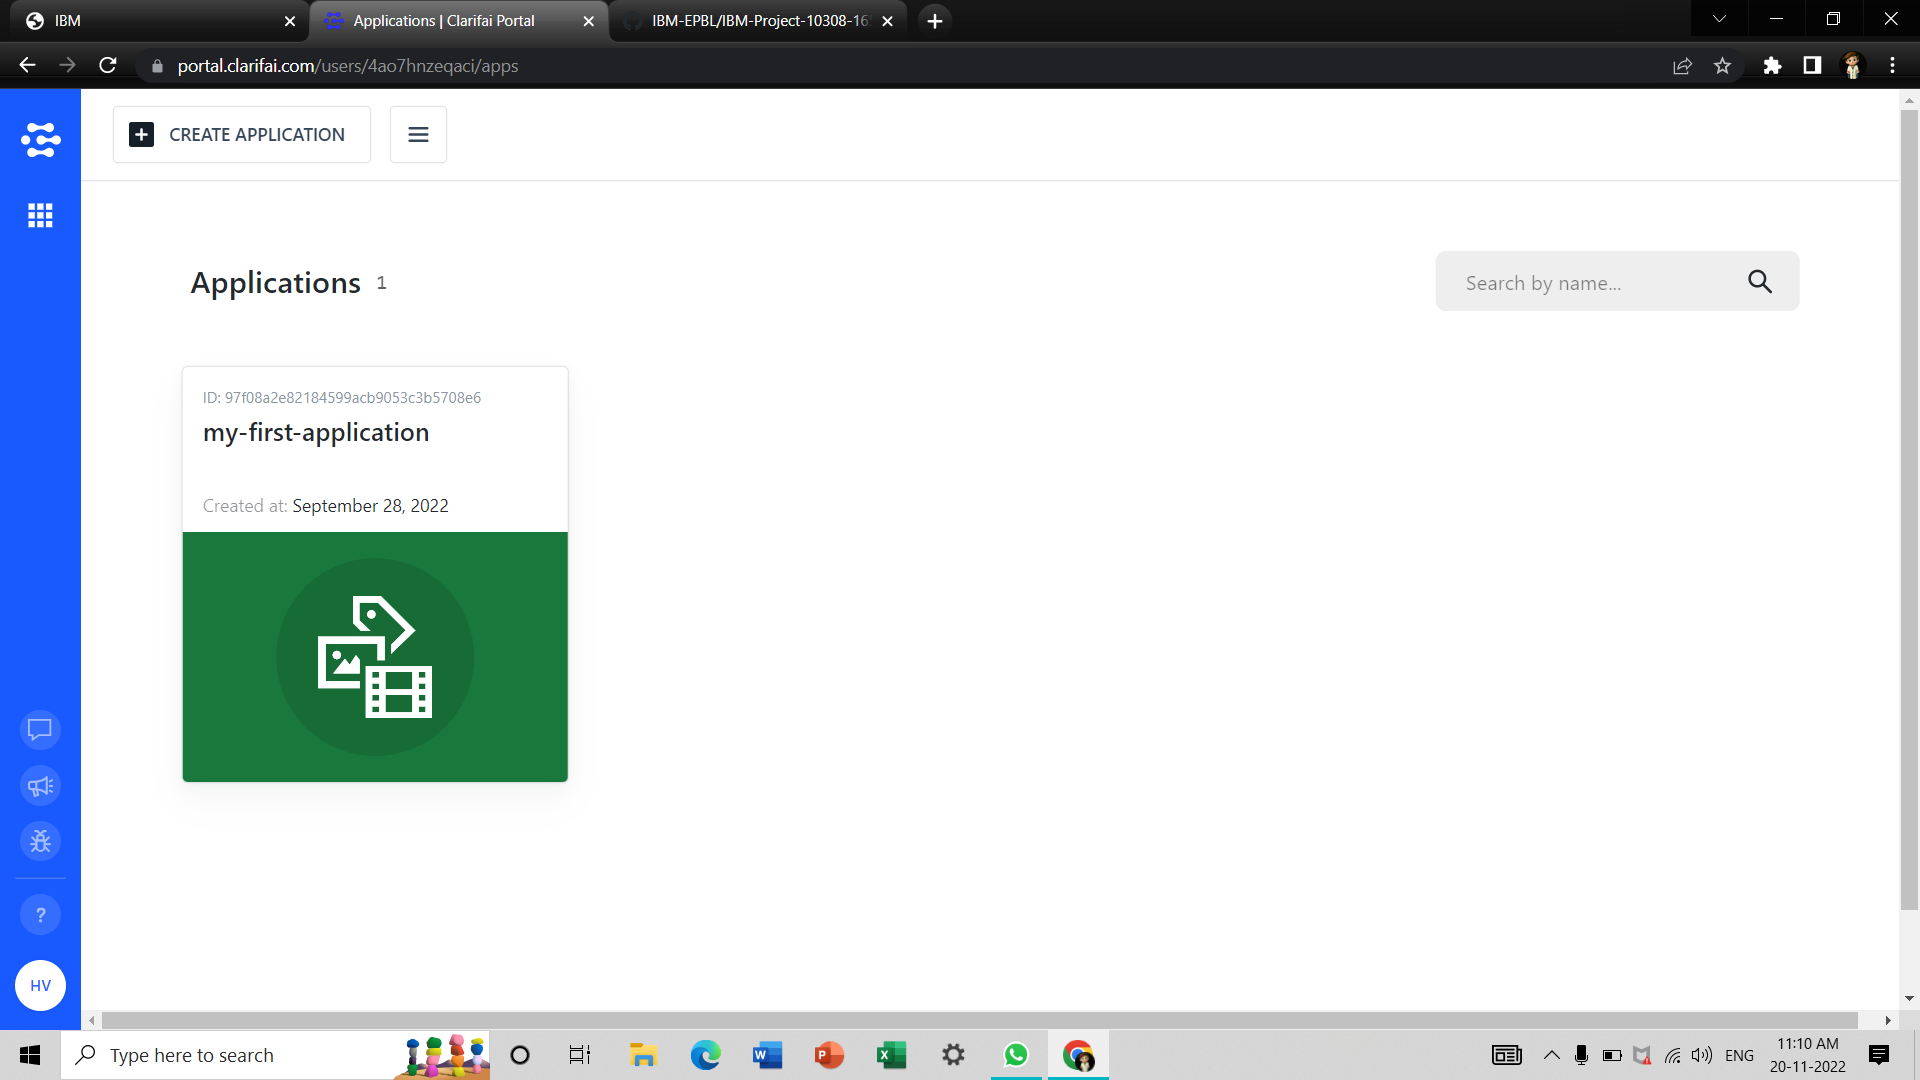 IBM
Applications | Clarifai Portal
IBM-EPBL/IBM-Project-10308-16
portal.clarifai.com/users/4ao7hnzeqaci/apps
CREATE APPLICATION
Applications 1
Search by name...
ID: 97f08a2e82184599acb9053c3b5708e6
my-first-application
Created at: September 28, 2022
?
HV
Type here to search
W
P
X
ENG
11:10 AM
20-11-2022